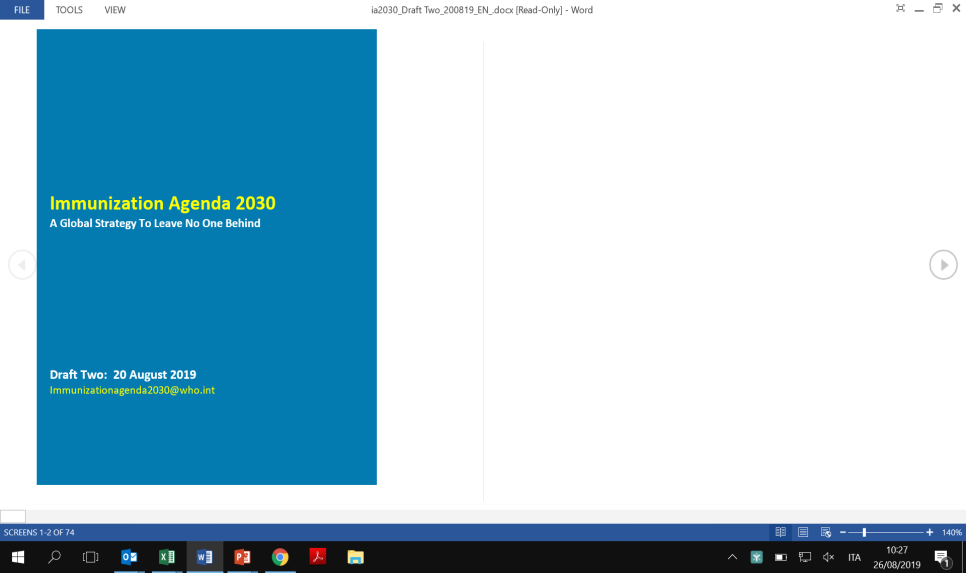 FILE TOOLS VIEW ia2030_Draft Two_200819_EN_.docx [Read-Only] - Word
Immunization Agenda 2030
A Global Strategy To Leave No One Behind
Draft Two: 20 August 2019
Immunizationagenda2030@who.int
SCREENS 1-2 OF 74 140%
ITA 10:27
26/08/2019 1